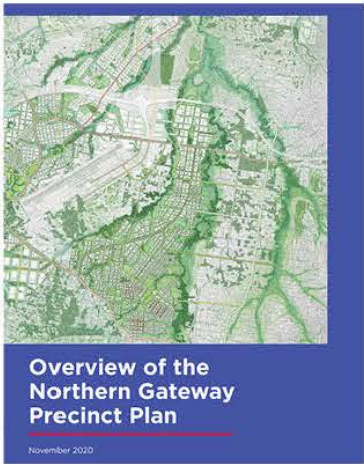 Overview of the
Northern Gateway
Precinct Plan
November 2020